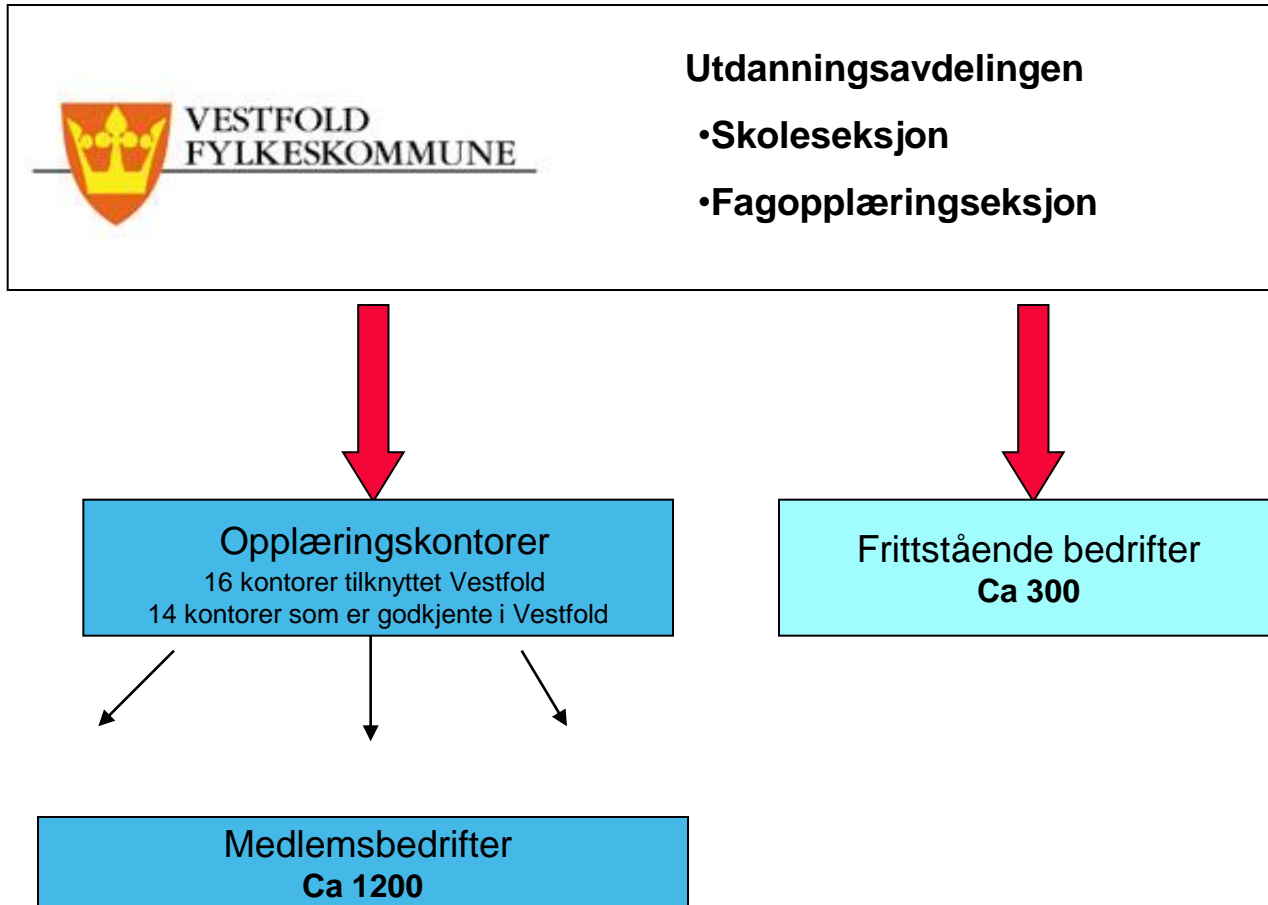 VESTFOLD
FYLKESKOMMUNE
Utdanningsavdelingen
•Skoleseksjon
•Fagopplæringseksjon
Opplæringskontorer
16 kontorer tilknyttet Vestfold
14 kontorer som er godkjente i Vestfold
Frittstående bedrifter
Ca 300
Medlemsbedrifter
Ca 1200